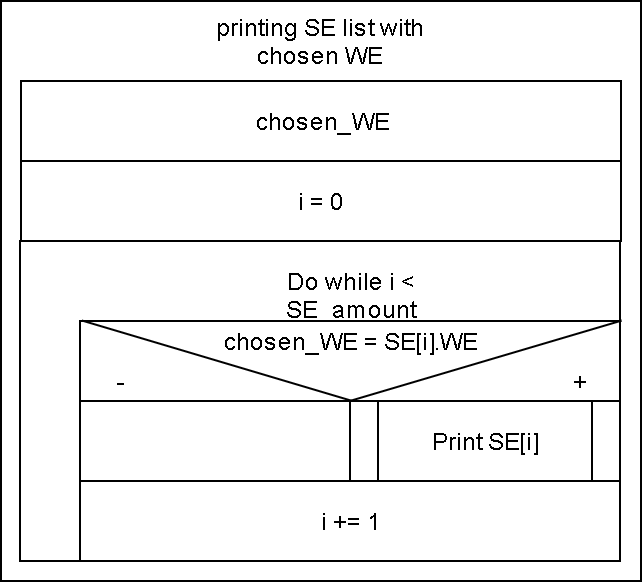 printing SE list with
chosen WE
chosen_WE
i = 0
Do while i <
SE_amount
chosen_WE = SE[i].WE
-
+
Print SE[i]
i += 1